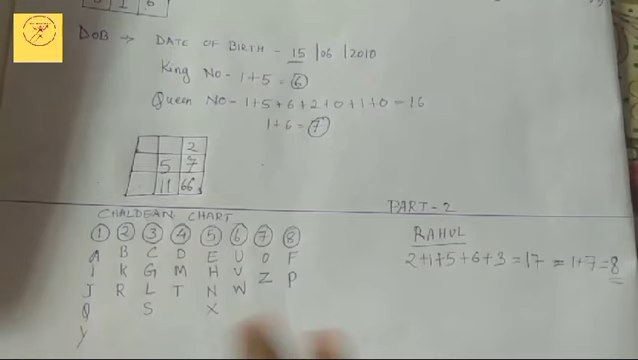 1 6
DOB → DATE OF BIRTH - 15 |06 |2010
King No - 1+5 = 6
Queen No - 1+5+6+2+0+1+0 = 16
1+6 = 7
2
5 7
11 66
PART-2
CHALDEAN CHART
1 2 3 4 5 6 7 8
A B C D E U O F
I K G M H V Z P
J R L T N W
Q S X
Y
RAHUL
2+1+5+6+3 = 17 = 1+7 = 8